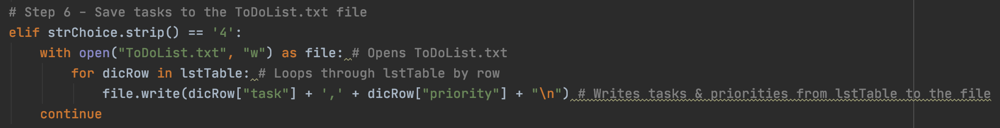 # Step 6 - Save tasks to the ToDoList.txt file
elif strChoice.strip() == '4':
    with open("ToDoList.txt", "w") as file: # Opens ToDoList.txt
        for dicRow in lstTable: # Loops through lstTable by row
            file.write(dicRow["task"] + ',' + dicRow["priority"] + "\n") # Writes tasks & priorities from lstTable to the file
    continue